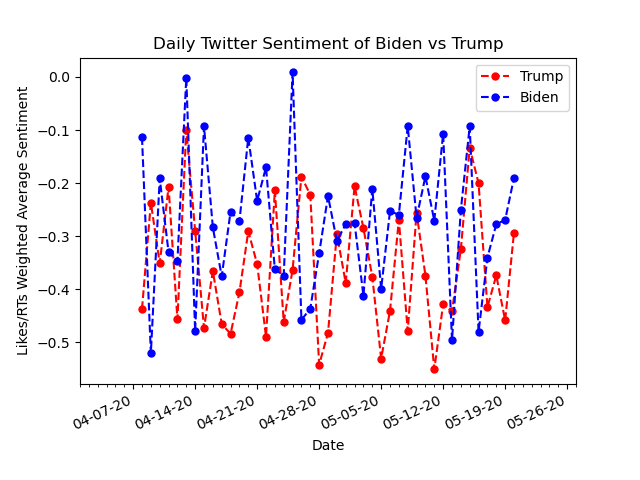 Daily Twitter Sentiment of Biden vs Trump
Trump
Biden
Likes/RTs Weighted Average Sentiment
0.0
−0.1
−0.2
−0.3
−0.4
−0.5
04-07-20
04-14-20
04-21-20
04-28-20
05-05-20
05-12-20
05-19-20
05-26-20
Date